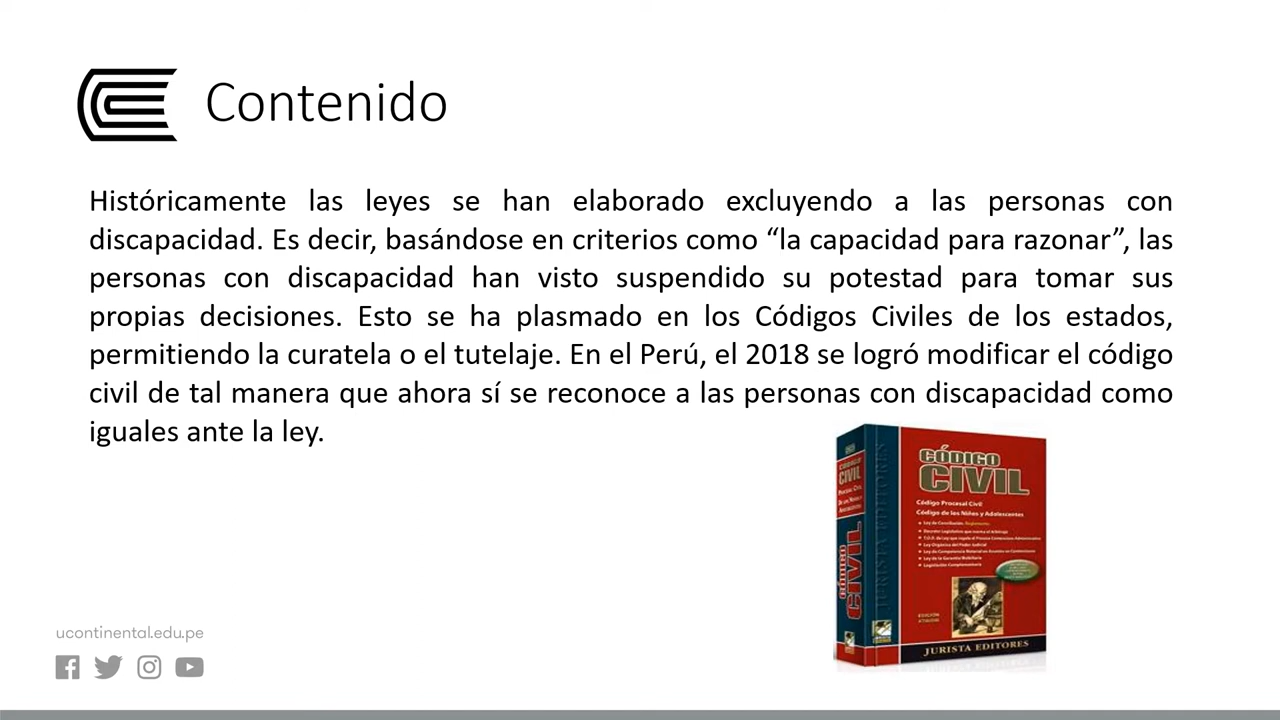 Contenido
Históricamente las leyes se han elaborado excluyendo a las personas con
discapacidad. Es decir, basándose en criterios como “la capacidad para razonar”, las
personas con discapacidad han visto suspendido su potestad para tomar sus
propias decisiones. Esto se ha plasmado en los Códigos Civiles de los estados,
permitiendo la curatela o el tutelaje. En el Perú, el 2018 se logró modificar el código
civil de tal manera que ahora sí se reconoce a las personas con discapacidad como
iguales ante la ley.
CÓDIGO
CIVIL
Código Procesal Civil
Código de los Niños y Adolescentes
JURISTA EDITORES
CÓDIGO CIVIL
ucontinental.edu.pe